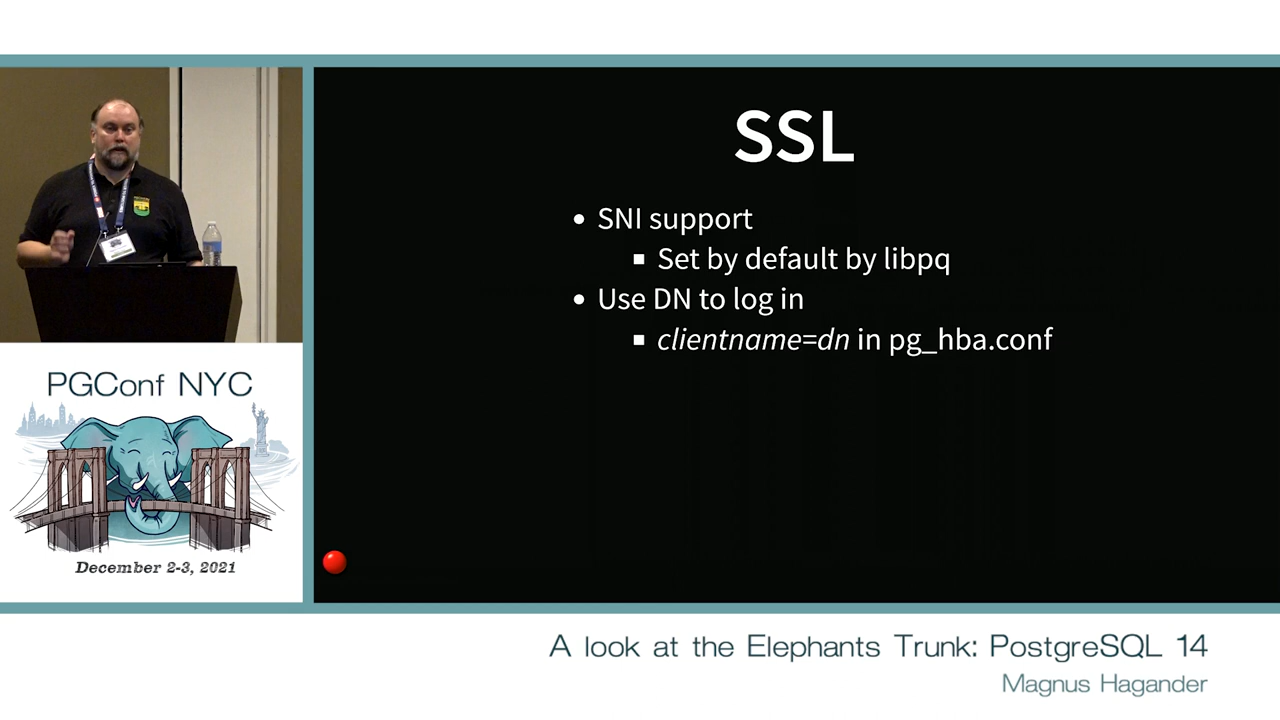 SSL
• SNI support
▪ Set by default by libpq
• Use DN to log in
▪ clientname=dn in pg_hba.conf
PGConf NYC
December 2-3, 2021
A look at the Elephants Trunk: PostgreSQL 14
Magnus Hagander